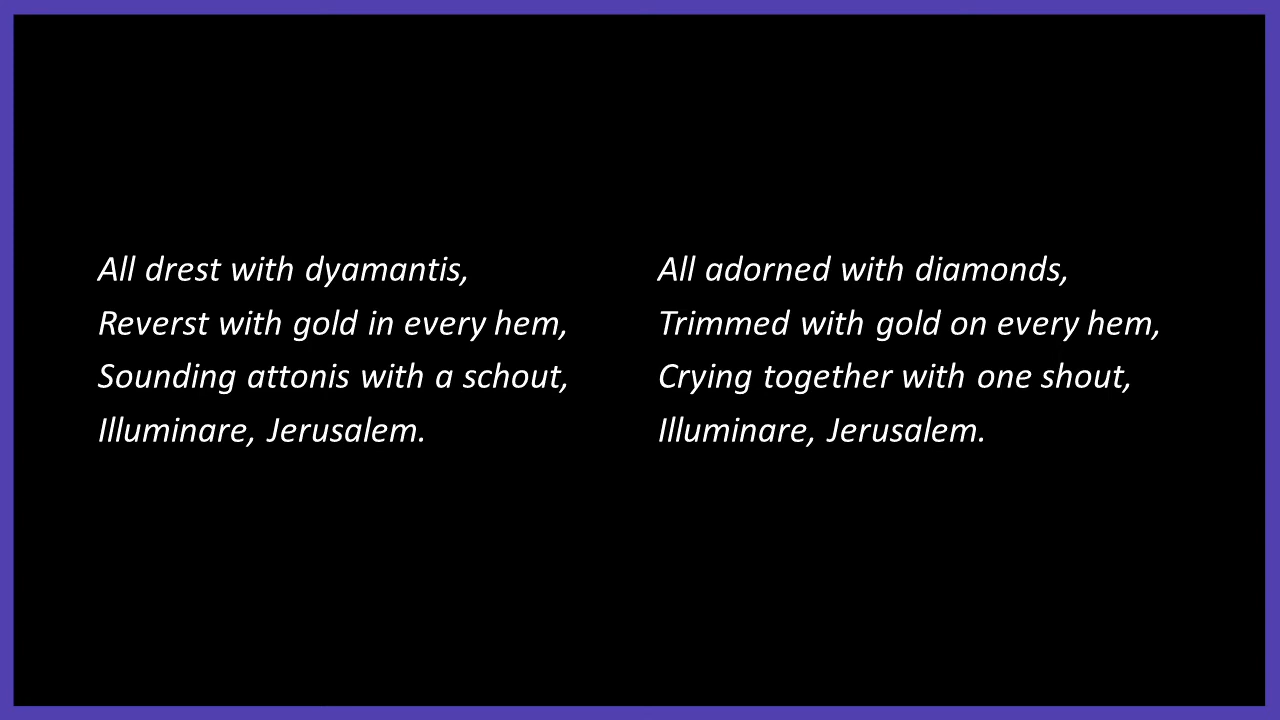 All drest with dyamantis,
Reverst with gold in every hem,
Sounding attonis with a schout,
Illuminare, Jerusalem.
All adorned with diamonds,
Trimmed with gold on every hem,
Crying together with one shout,
Illuminare, Jerusalem.